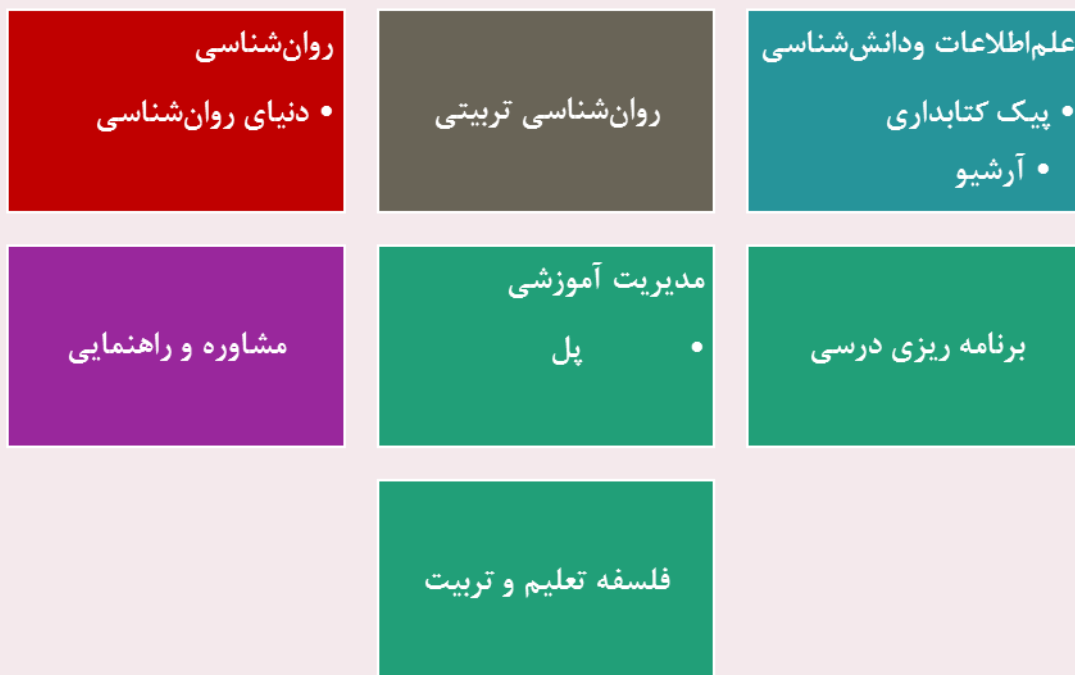 علم‌اطلاعات ودانش‌شناسی
• پیک کتابداری
• آرشیو
روان‌شناسی تربیتی
روان‌شناسی
• دنیای روان‌شناسی
برنامه ریزی درسی
مدیریت آموزشی
• پل
مشاوره و راهنمایی
فلسفه تعلیم و تربیت